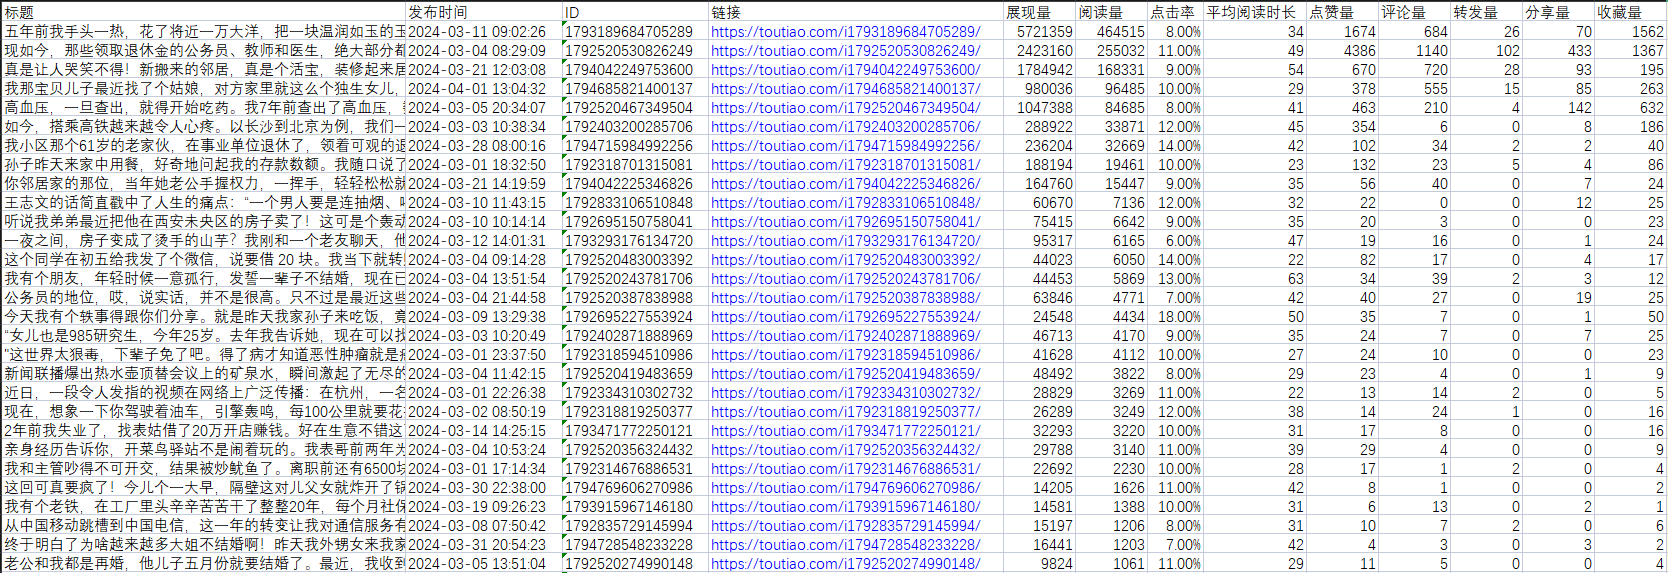 标题 发布时间 ID 链接 展现量 阅读量 点击率 平均阅读时长 点赞量 评论量 转发量 分享量 收藏量
五年前我手头一热，花了将近一万大洋，把一块温润如玉的玉 2024-03-11 09:02:26 1793189684705289 https://toutiao.com/i1793189684705289/ 5721359 464515 8.00% 34 1674 684 26 70 1562
现如今，那些领取退休金的公务员、教师和医生，绝大部分都 2024-03-04 08:29:09 1792520530826249 https://toutiao.com/i1792520530826249/ 2423160 255032 11.00% 49 4386 1140 102 433 1367
真是让人哭笑不得！新搬来的邻居，真是个活宝，装修起来居 2024-03-21 12:03:08 1794042249753600 https://toutiao.com/i1794042249753600/ 1784942 168331 9.00% 54 670 720 28 93 195
我那宝贝儿子最近找了个姑娘，对方家里就这么个独生女儿， 2024-04-01 13:04:32 1794685821400137 https://toutiao.com/i1794685821400137/ 980036 96485 10.00% 29 378 555 15 85 263
高血压，一旦查出，就得开始吃药。我7年前查出了高血压， 2024-03-05 20:34:07 1792520467349504 https://toutiao.com/i1792520467349504/ 1047388 84685 8.00% 41 463 210 4 142 632
如今，搭乘高铁越来越令人心疼。以长沙到北京为例，我们一 2024-03-03 10:38:34 1792403200285706 https://toutiao.com/i1792403200285706/ 288922 33871 12.00% 45 354 6 0 8 186
我小区那个61岁的老家伙，在事业单位退休了，领着可观的退 2024-03-28 08:00:16 1794715984992256 https://toutiao.com/i1794715984992256/ 236204 32669 14.00% 42 102 34 2 2 40
孙子昨天来家中用餐，好奇地问起我的存款数额。我随口说了 2024-03-01 18:32:50 1792318701315081 https://toutiao.com/i1792318701315081/ 188194 19461 10.00% 23 132 23 5 4 86
你邻居家的那位，当年她老公手握权力，一挥手，轻轻松松就 2024-03-21 14:19:59 1794042225346826 https://toutiao.com/i1794042225346826/ 164760 15447 9.00% 35 56 40 0 7 24
王志文的话简直戳中了人生的痛点：“一个男人要是连抽烟、 2024-03-10 11:43:15 1792833106510848 https://toutiao.com/i1792833106510848/ 60670 7136 12.00% 32 22 0 0 12 25
听说我弟弟最近把他在西安未央区的房子卖了！这可是个轰动 2024-03-10 10:14:14 1792695150758041 https://toutiao.com/i1792695150758041/ 75415 6642 9.00% 35 20 3 0 0 23
一夜之间，房子变成了烫手的山芋？我刚和一个老友聊天，他 2024-03-12 14:01:31 1793293176134720 https://toutiao.com/i1793293176134720/ 95317 6165 6.00% 47 19 16 0 1 24
这个同学在初五给我发了个微信，说要借 20 块。我当下就转 2024-03-04 09:14:28 1792520483003392 https://toutiao.com/i1792520483003392/ 44023 6050 14.00% 22 82 17 0 4 17
我有个朋友，年轻时候一意孤行，发誓一辈子不结婚，现在已 2024-03-04 13:51:54 1792520243781706 https://toutiao.com/i1792520243781706/ 44453 5869 13.00% 63 34 39 2 3 12
公务员的地位，哎，说实话，并不是很高。只不过是最近这些 2024-03-04 21:44:58 1792520387838988 https://toutiao.com/i1792520387838988/ 63846 4771 7.00% 42 40 27 0 19 25
今天我有个轶事得跟你们分享。就是昨天我家孙子来吃饭，竟 2024-03-09 13:29:38 1792695227553924 https://toutiao.com/i1792695227553924/ 24548 4434 18.00% 50 35 7 0 1 50
"女儿也是985研究生，今年25岁。去年我告诉她，现在可以找 2024-03-03 10:20:49 1792402871888969 https://toutiao.com/i1792402871888969/ 46713 4170 9.00% 35 24 7 0 7 25
"这世界太狠毒，下辈子免了吧。得了病才知道恶性肿瘤就是癌 2024-03-01 23:37:50 1792318594510986 https://toutiao.com/i1792318594510986/ 41628 4112 10.00% 27 24 10 0 0 23
新闻联播爆出热水壶顶替会议上的矿泉水，瞬间激起了无尽的 2024-03-04 11:42:15 1792520419483659 https://toutiao.com/i1792520419483659/ 48492 3822 8.00% 29 23 4 0 1 9
近日，一段令人发指的视频在网络上广泛传播：在杭州，一名 2024-03-01 22:26:38 1792334310302732 https://toutiao.com/i1792334310302732/ 28829 3269 11.00% 22 13 14 2 0 5
现在，想象一下你驾驶着油车，引擎轰鸣，每100公里就要花 2024-03-02 08:50:19 1792318819250377 https://toutiao.com/i1792318819250377/ 26289 3249 12.00% 38 14 24 1 0 16
2年前我失业了，找表姑借了20万开店赚钱。好在生意不错这 2024-03-14 14:25:15 1793471772250121 https://toutiao.com/i1793471772250121/ 32293 3220 10.00% 31 17 8 0 0 16
亲身经历告诉你，开菜鸟驿站不是闹着玩的。我表哥前两年为 2024-03-04 10:53:24 1792520356324432 https://toutiao.com/i1792520356324432/ 29788 3140 11.00% 39 29 4 0 0 9
我和主管吵得不可开交，结果被炒鱿鱼了。离职前还有6500块 2024-03-01 17:14:34 1792314676886531 https://toutiao.com/i1792314676886531/ 22692 2230 10.00% 28 17 1 2 0 4
这回可真要疯了！今儿个一大早，隔壁这对儿父女就炸开了锅 2024-03-30 22:38:00 1794769606270986 https://toutiao.com/i1794769606270986/ 14205 1626 11.00% 42 8 1 0 0 2
我有个老铁，在工厂里头辛辛苦苦干了整整20年，每个月社保 2024-03-19 09:26:23 1793915967146180 https://toutiao.com/i1793915967146180/ 14581 1388 10.00% 31 6 13 0 2 1
从中国移动跳槽到中国电信，这一年的转变让我对通信服务有 2024-03-08 07:50:42 1792835729145994 https://toutiao.com/i1792835729145994/ 15197 1206 8.00% 31 10 7 2 0 6
终于明白了为啥越来越多大姐不结婚啊！昨天我外甥女来我家 2024-03-31 20:54:23 1794728548233228 https://toutiao.com/i1794728548233228/ 16441 1203 7.00% 42 4 3 0 3 2
老公和我都是再婚，他儿子五月份就要结婚了。最近，我收到 2024-03-05 13:51:04 1792520274990148 https://toutiao.com/i1792520274990148/ 9824 1061 11.00% 29 11 5 0 0 4